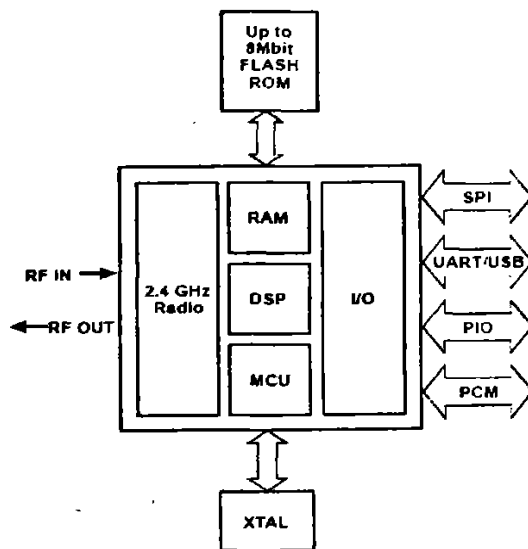 Up to
8Mbit
FLASH
ROM
RAM
SPI
RF IN
2.4 GHz
Radio
DSP
I/O
UART/USB
RF OUT
PIO
MCU
PCM
XTAL